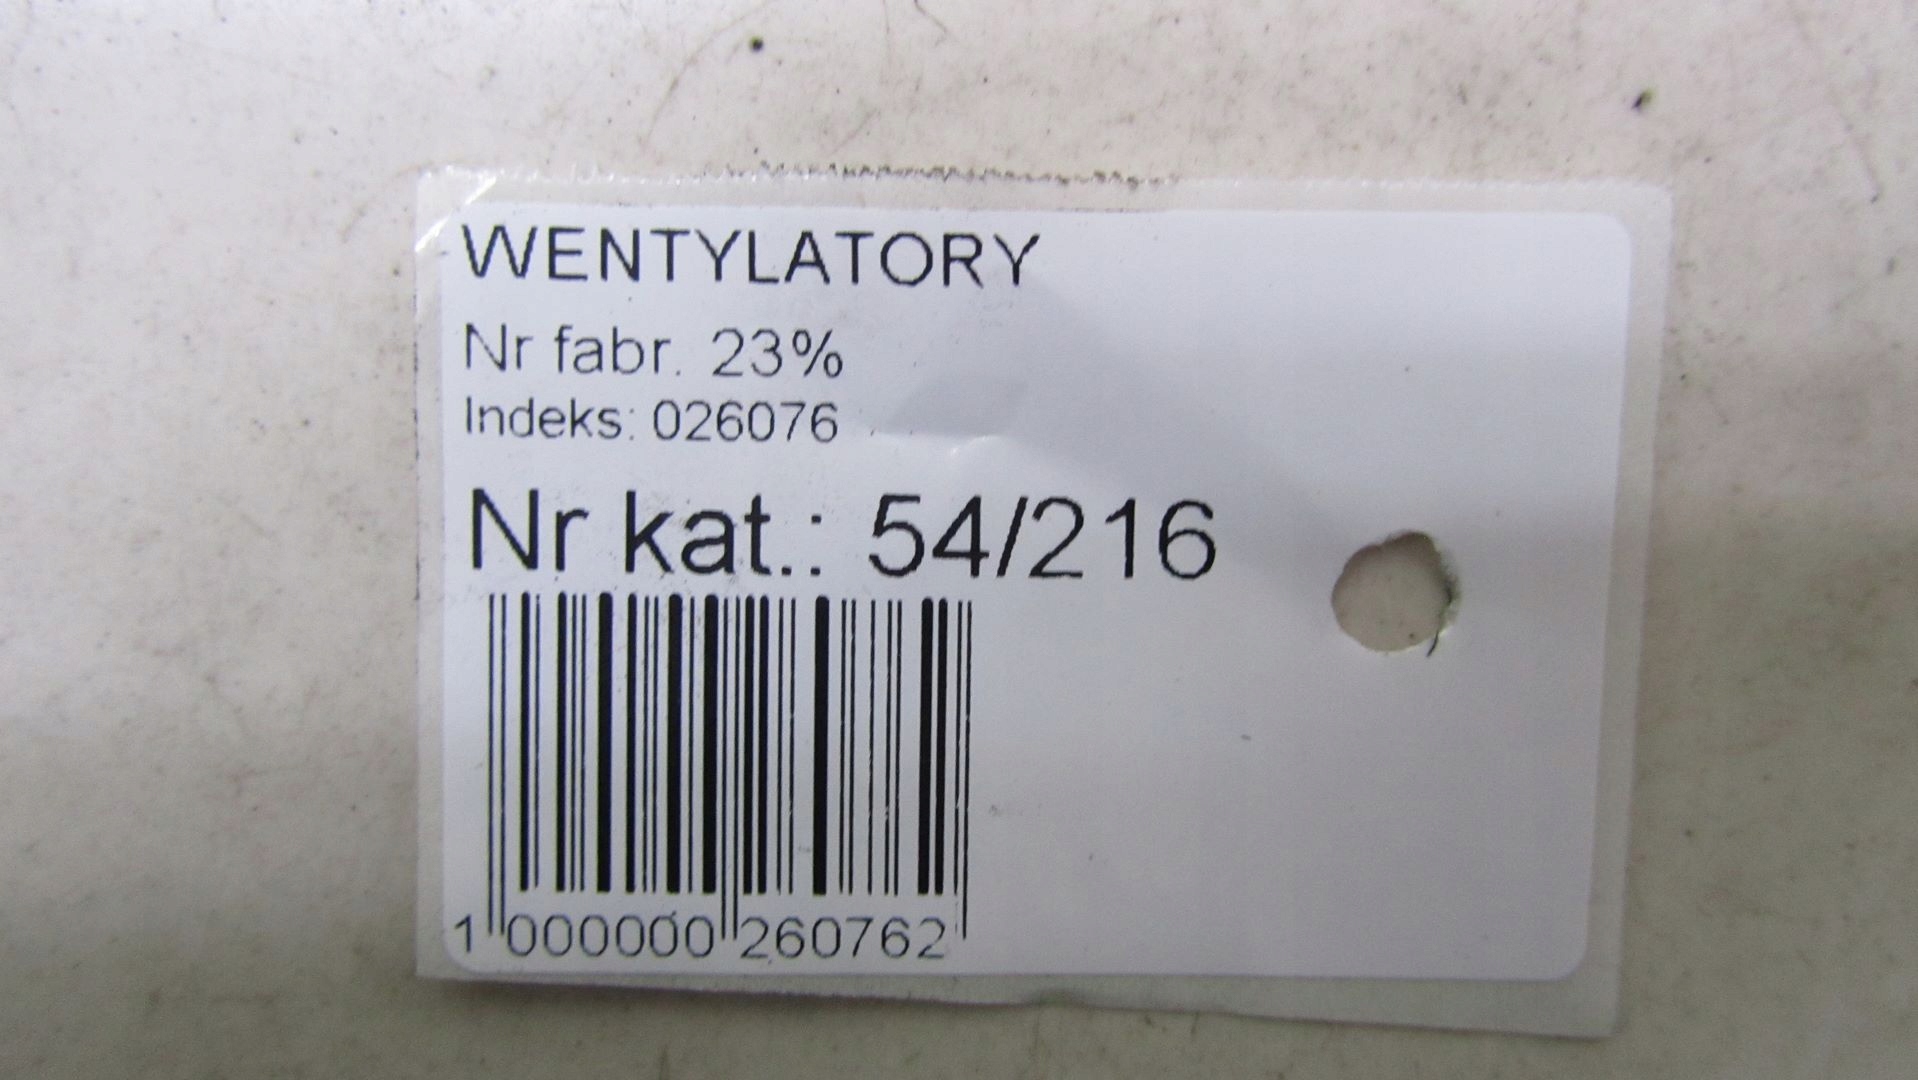 WENTYLATORY
Nr fabr. 23%
Indeks: 026076
Nr kat.: 54/216
1 000000 260762